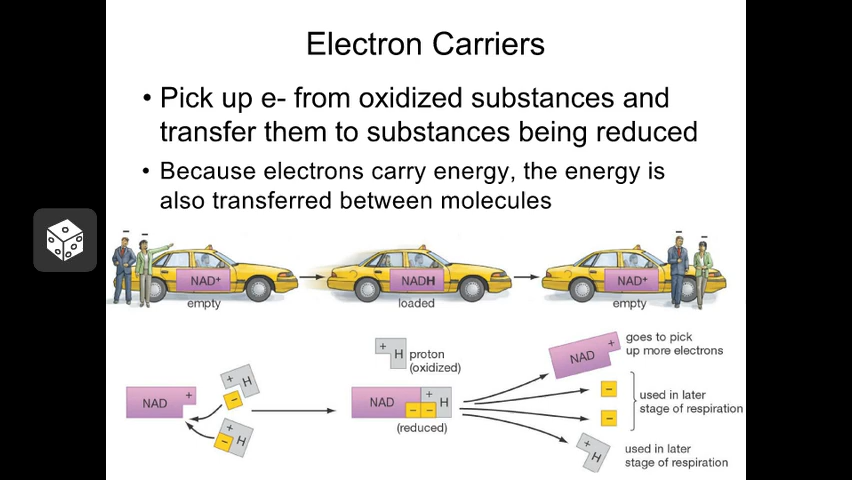 Electron Carriers
• Pick up e- from oxidized substances and
transfer them to substances being reduced
• Because electrons carry energy, the energy is
also transferred between molecules
– –
– –
NAD+
NADH
NAD+
empty
loaded
empty
+ H
proton
(oxidized)
NAD +
goes to pick
up more electrons
+ H
–
NAD +
+
– H
NAD + H
– –
(reduced)
–
–
used in later
stage of respiration
+ H
used in later
stage of respiration